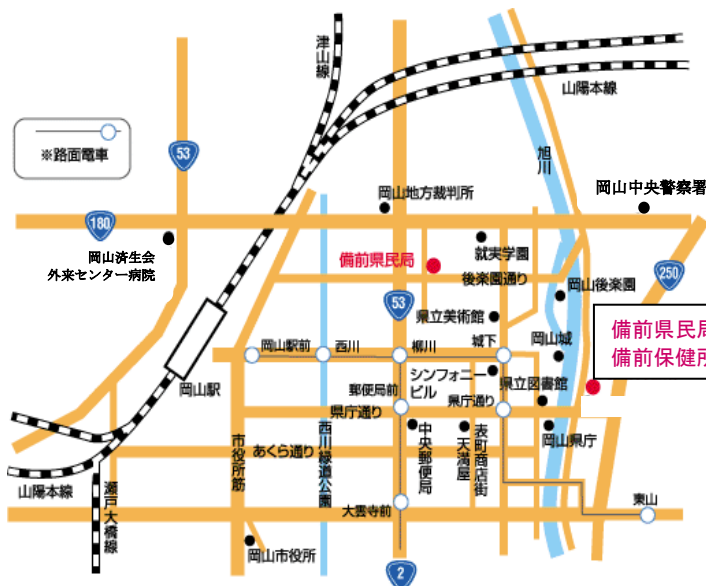 津山線
山陽本線
※路面電車
53
旭川
岡山地方裁判所
岡山中央警察署
180
岡山済生会
外来センター病院
備前県民局
就実学園
後楽園通り
250
岡山後楽園
53
県立美術館
備前県民局
備前保健所
岡山駅前
西川
柳川
城下
岡山城
岡山駅
シンフォニー
ビル
県立図書館
郵便局前
県庁通り
県庁通り
市役所筋
西川緑道公園
あくら通り
中央郵便局
天満屋
表町商店街
岡山県庁
山陽本線
瀬戸大橋線
大雲寺前
東山
岡山市役所
2